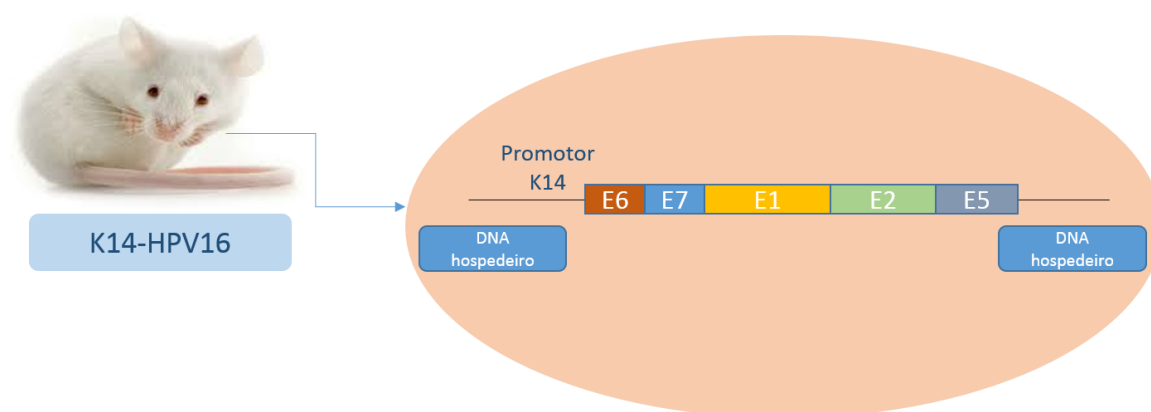 Promotor
K14
E6 E7 E1 E2 E5
K14-HPV16
DNA
hospedeiro
DNA
hospedeiro